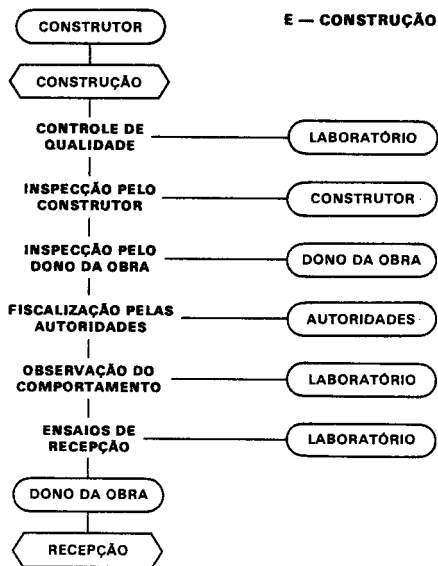 E — CONSTRUÇÃO
CONSTRUTOR
CONSTRUÇÃO
CONTROLE DE
QUALIDADE
LABORATÓRIO
INSPECÇÃO PELO
CONSTRUTOR
CONSTRUTOR
INSPECÇÃO PELO
DONO DA OBRA
DONO DA OBRA
FISCALIZAÇÃO PELAS
AUTORIDADES
AUTORIDADES
OBSERVAÇÃO DO
COMPORTAMENTO
LABORATÓRIO
ENSAIOS DE
RECEPÇÃO
LABORATÓRIO
DONO DA OBRA
RECEPÇÃO